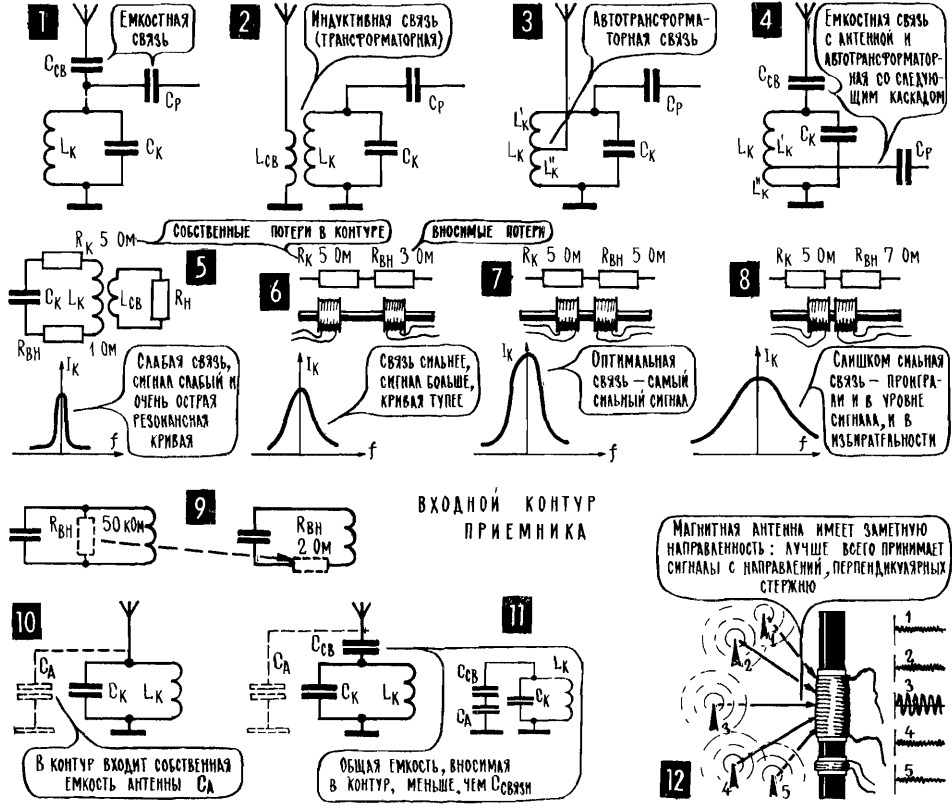 1
Емкостная
связь
Cсв
Cр
Lк
Cк
2
Индуктивная связь
(трансформаторная)
Cр
Lсв
Lк
Cк
3
Автотрансформа-
торная связь
Cр
L'к
Lк
L''к
Cк
4
Емкостная связь
с антенной и
автотрансформатор-
ная со следую-
щим каскадом
Cсв
Cк
Lк
L'к
L''к
Cр
Собственные потери в контуре
Вносимые потери
5
Rк 5 Ом
Cк
Lк
Lсв
Rн
Rвн
1 Ом
Iк
f
Слабая связь,
сигнал слабый и
очень острая
резонансная
кривая
6
Rк 5 Ом
Rвн 3 Ом
Iк
f
Связь сильнее,
сигнал больше,
кривая тупее
7
Rк 5 Ом
Rвн 5 Ом
Iк
f
Оптимальная
связь – самый
сильный сигнал
8
Rк 5 Ом
Rвн 7 Ом
Iк
f
Слишком сильная
связь – проигра-
ли и в уровне
сигнала, и в
избирательности
9
Rвн
50 кОм
Rвн
2 Ом
Входной контур
приемника
10
CА
Cк
Lк
В контур входит собственная
емкость антенны CА
11
Cсв
CА
Cк
Lк
Cсв
CА
Cк
Lк
Общая емкость, вносимая
в контур, меньше, чем Cсвязи
12
Магнитная антенна имеет заметную
направленность: лучше всего принимает
сигналы с направлений, перпендикулярных
стержню
1
2
3
4
5
1
2
3
4
5